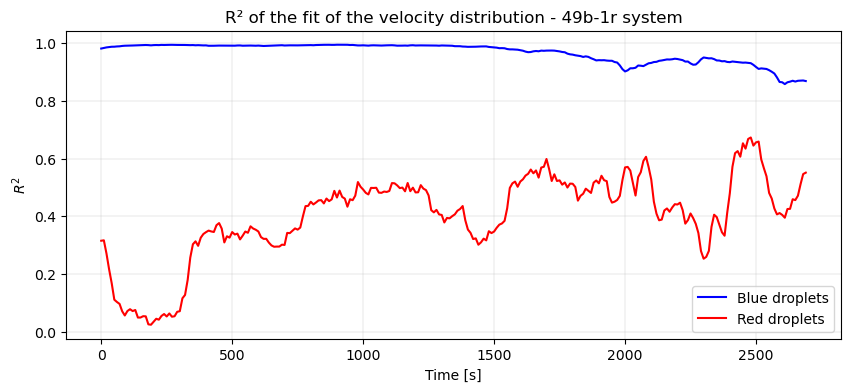 R² of the fit of the velocity distribution - 49b-1r system
1.0
0.8
0.6
0.4
0.2
0.0
R²
0
500
1000
1500
2000
2500
Time [s]
Blue droplets
Red droplets